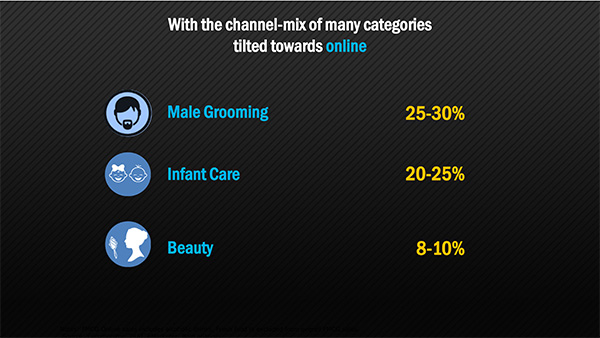 With the channel-mix of many categories
tilted towards online
Male Grooming 25-30%
Infant Care 20-25%
Beauty 8-10%